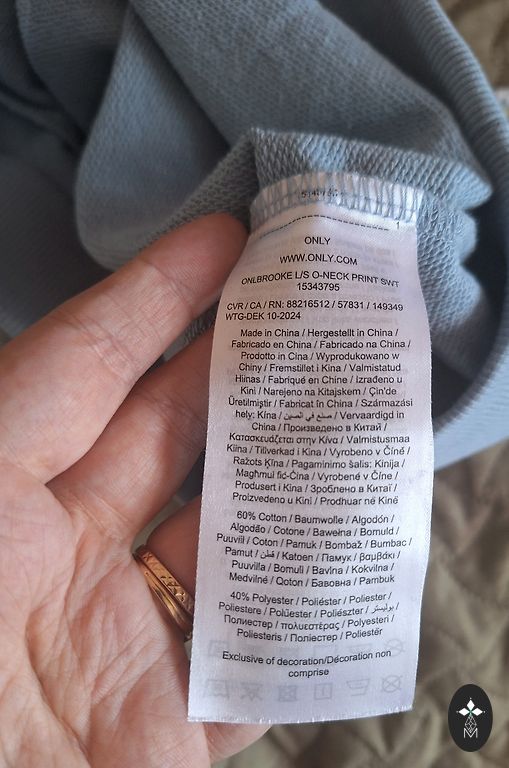 1
ONLY
WWW.ONLY.COM
ONLBROOKE L/S O-NECK PRINT SWT
15343795
CVR / CA / RN: 88216512 / 57831 / 149349
WTG-DEK 10-2024
Made in China / Hergestellt in China /
Fabricado en China / Fabricado na China /
Prodotto in Cina / Wyprodukowano w
Chiny / Fremstillet i Kina / Valmistatud
Hiinas / Fabriqué en Chine / Izrađeno u
Kini / Narejeno na Kitajskem / Çin'de
Üretilmiştir / Fabricat în China / Származási
hely: Kína / صنع في الصين / Vervaardigd in
China / Произведено в Китай /
Κατασκευάζεται στην Κίνα / Valmistusmaa
Kiina / Tillverkad i Kina / Vyrobeno v Číně /
Ražots Ķīna / Pagaminimo šalis: Kinija /
Magħmul fiċ-Ċina / Vyrobené v Číne /
Produsert i Kina / Зроблено в Китаї /
Proizvedeno u Kini / Prodhuar në Kinë
60% Cotton / Baumwolle / Algodón /
Algodão / Cotone / Bawełna / Bomuld /
Puuvill / Coton / Pamuk / Bombaž / Bumbac /
Pamut / قطن / Katoen / Памук / βαμβάκι /
Puuvilla / Bomull / Bavlna / Kokvilna /
Medvilnė / Qoton / Бавовна / Pambuk
40% Polyester / Poliéster / Poliester /
Poliestere / Polüester / Poliészter / بوليستر /
Полиестер / πολυεστέρας / Polyesteri /
Poliesteris / Поліестер / Poliestër
Exclusive of decoration/Décoration non
comprise
M